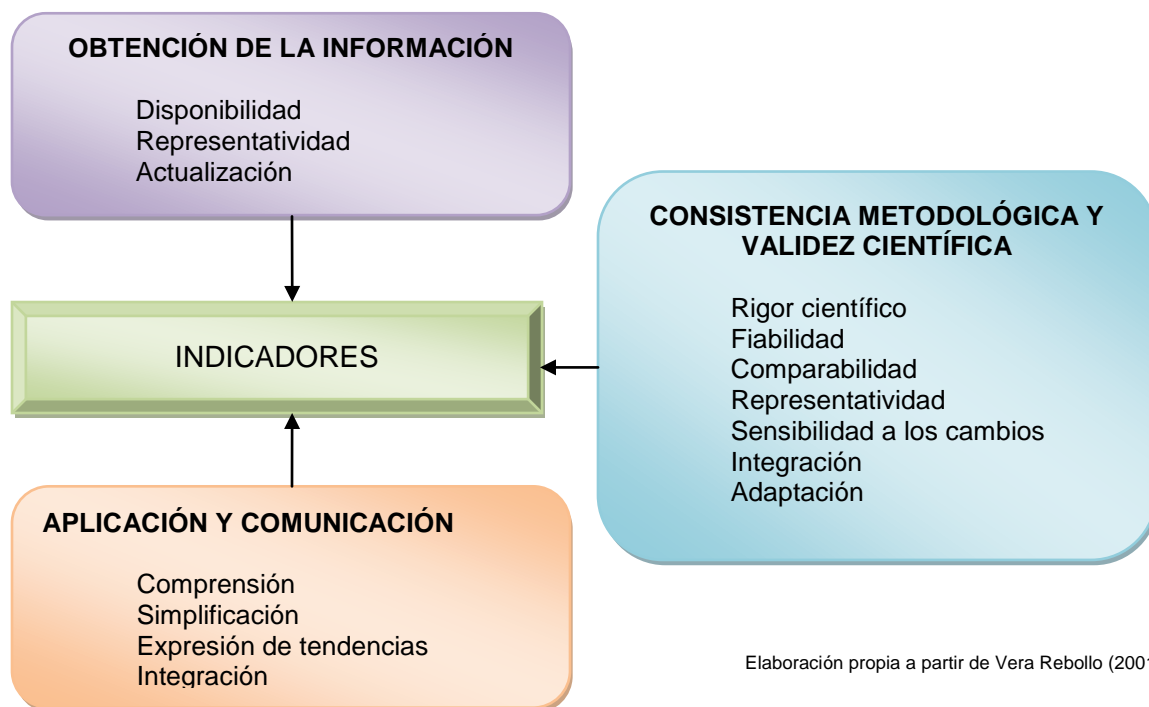 OBTENCIÓN DE LA INFORMACIÓN
Disponibilidad
Representatividad
Actualización
CONSISTENCIA METODOLÓGICA Y
VALIDEZ CIENTÍFICA
Rigor científico
Fiabilidad
Comparabilidad
Representatividad
Sensibilidad a los cambios
Integración
Adaptación
INDICADORES
APLICACIÓN Y COMUNICACIÓN
Comprensión
Simplificación
Expresión de tendencias
Integración
Elaboración propia a partir de Vera Rebollo (2001